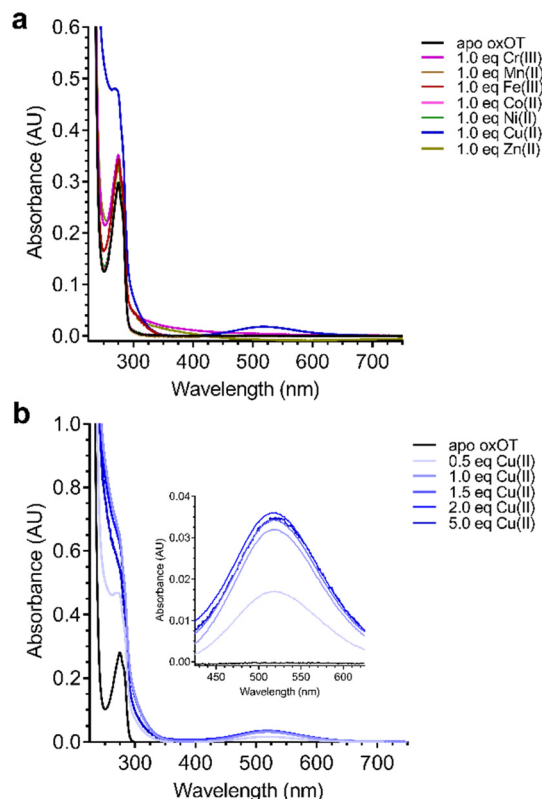 a
0.6
0.5
0.4
0.3
0.2
0.1
0.0
Absorbance (AU)
300 400 500 600 700
Wavelength (nm)
apo oxOT
1.0 eq Cr(III)
1.0 eq Mn(II)
1.0 eq Fe(III)
1.0 eq Co(II)
1.0 eq Ni(II)
1.0 eq Cu(II)
1.0 eq Zn(II)
b
1.0
0.8
0.6
0.4
0.2
0.0
Absorbance (AU)
300 400 500 600 700
Wavelength (nm)
0.04
0.03
0.02
0.01
0.00
Absorbance (AU)
450 500 550 600
Wavelength (nm)
apo oxOT
0.5 eq Cu(II)
1.0 eq Cu(II)
1.5 eq Cu(II)
2.0 eq Cu(II)
5.0 eq Cu(II)